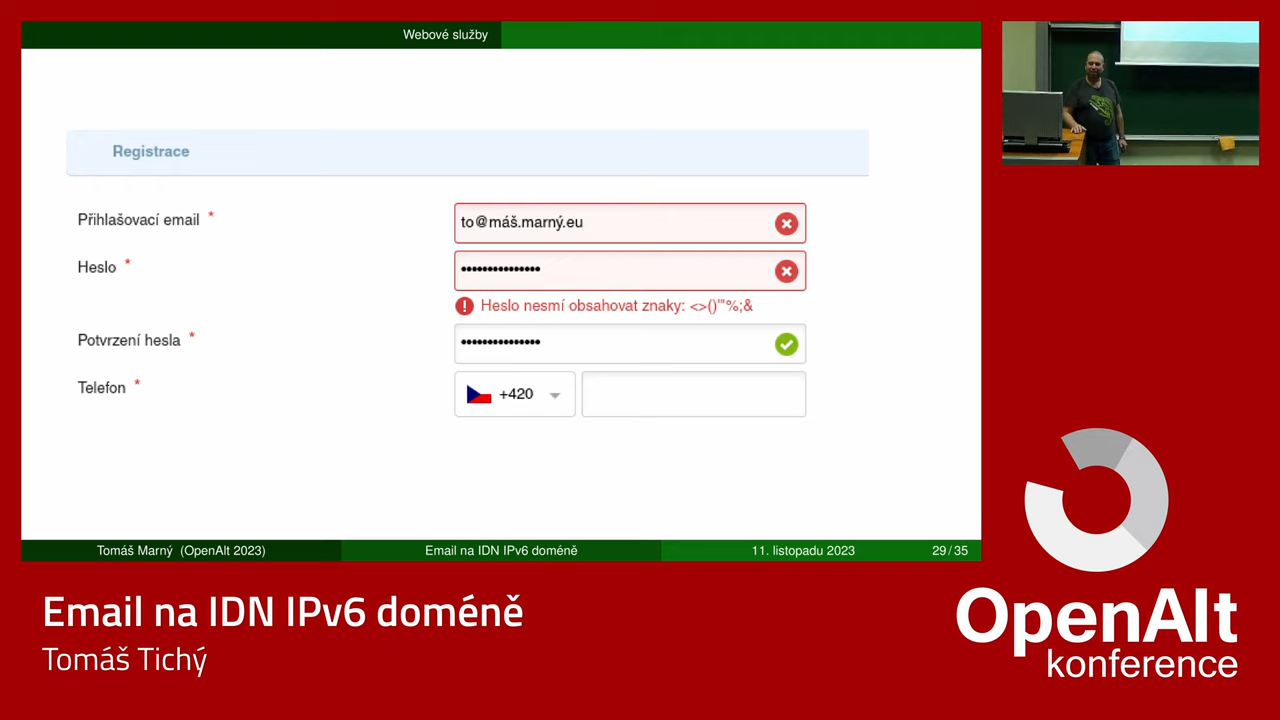 Webové služby
Registrace
Přihlašovací email *
to@máš.marný.eu
Heslo *
•••••••••••••••
Heslo nesmí obsahovat znaky: <>()'"%;&
Potvrzení hesla *
•••••••••••••••
Telefon *
+420
Tomáš Marný (OpenAlt 2023)
Email na IDN IPv6 doméně
11. listopadu 2023
29 / 35
Email na IDN IPv6 doméně
Tomáš Tichý
OpenAlt
konference